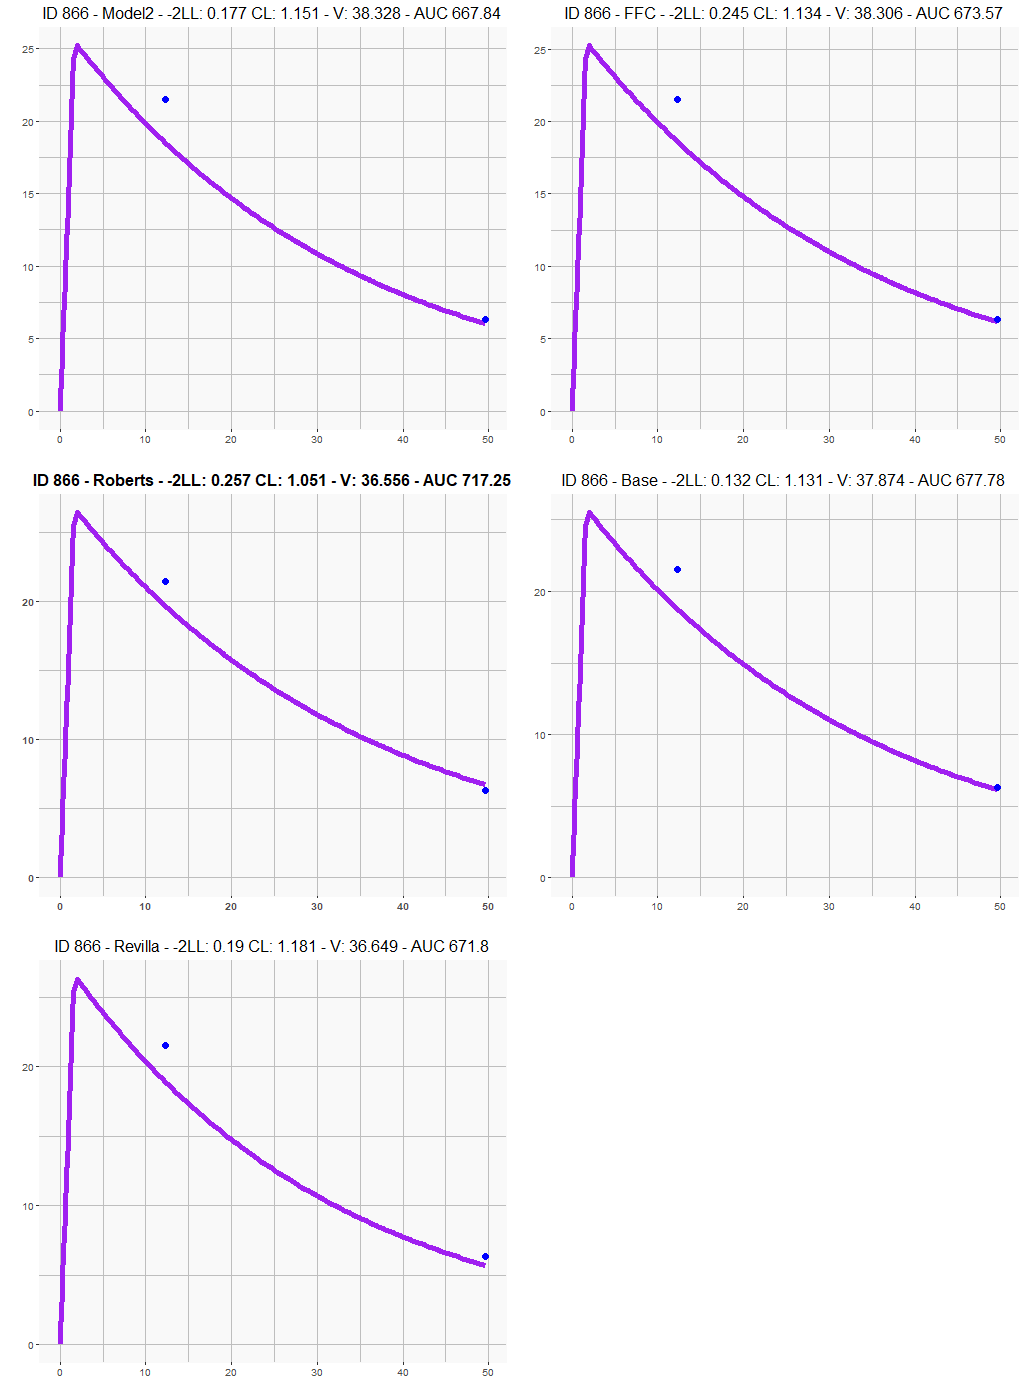 ID 866 - Model2 - -2LL: 0.177 CL: 1.151 - V: 38.328 - AUC 667.84
25
20
15
10
5
0
0 10 20 30 40 50
ID 866 - FFC - -2LL: 0.245 CL: 1.134 - V: 38.306 - AUC 673.57
25
20
15
10
5
0
0 10 20 30 40 50
ID 866 - Roberts - -2LL: 0.257 CL: 1.051 - V: 36.556 - AUC 717.25
20
10
0
0 10 20 30 40 50
ID 866 - Base - -2LL: 0.132 CL: 1.131 - V: 37.874 - AUC 677.78
20
10
0
0 10 20 30 40 50
ID 866 - Revilla - -2LL: 0.19 CL: 1.181 - V: 36.649 - AUC 671.8
20
10
0
0 10 20 30 40 50